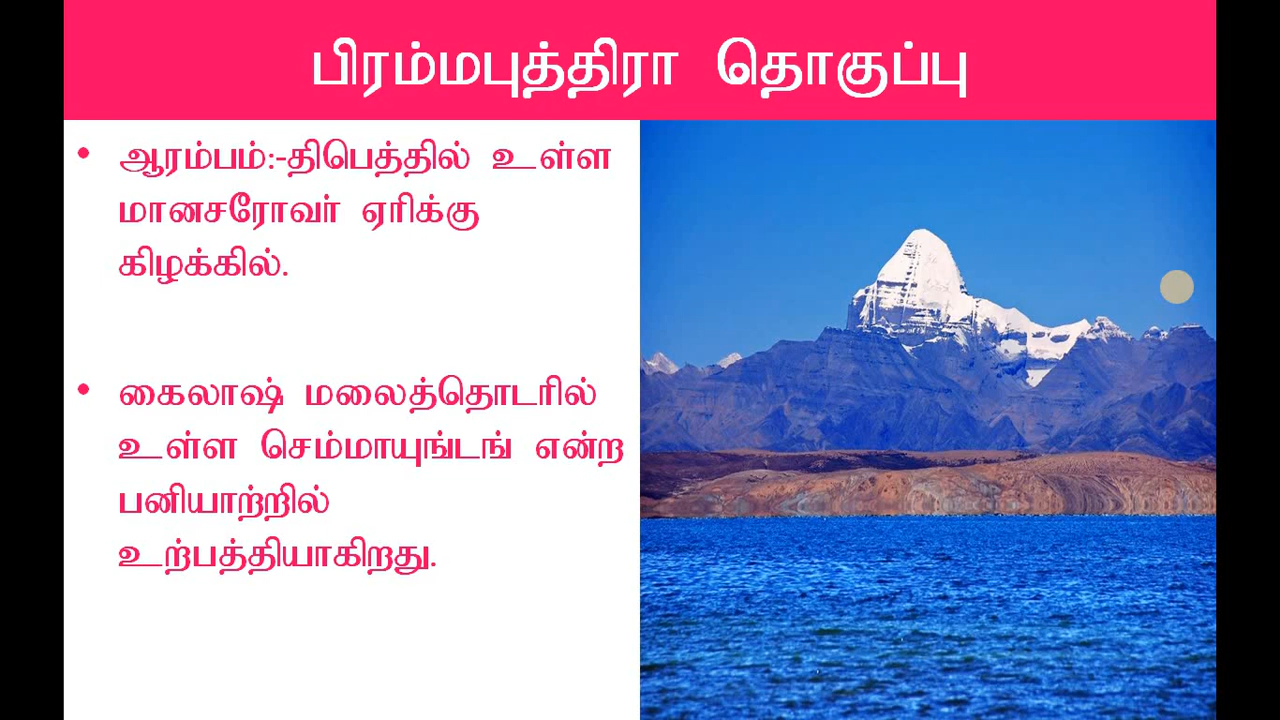 பிரம்மபுத்திரா தொகுப்பு
• ஆரம்பம்:-திபெத்தில் உள்ள
மானசரோவர் ஏரிக்கு
கிழக்கில்.
• கைலாஷ் மலைத்தொடரில்
உள்ள செம்மாயுங்டங் என்ற
பனியாற்றில்
உற்பத்தியாகிறது.